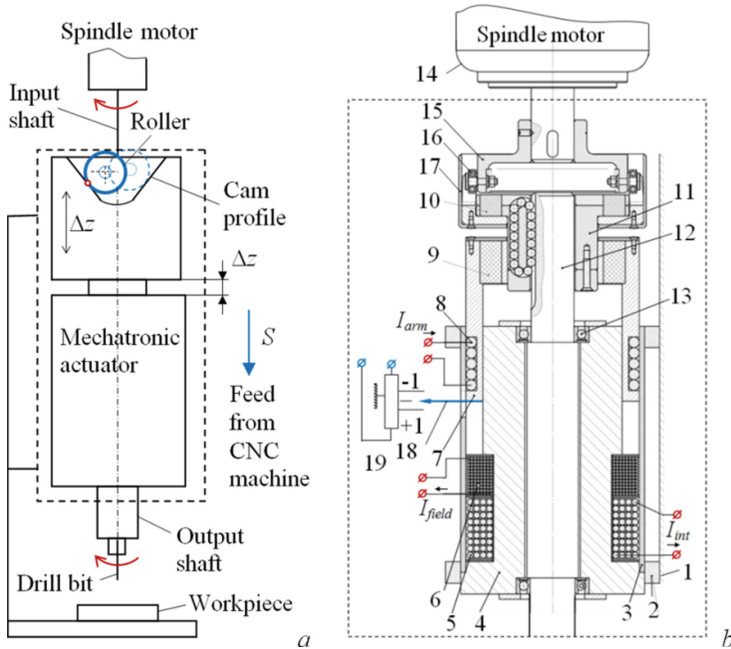 Spindle motor
Input
shaft
Roller
Cam
profile
Δz
Δz
Mechatronic
actuator
S
Feed
from
CNC
machine
Output
shaft
Drill bit
Workpiece
a
Spindle motor
14
15
16
17
10
9
8
I_arm
-1
+1
18
7
19
I_field
6
5
4
11
12
13
I_int
3
2
1
b